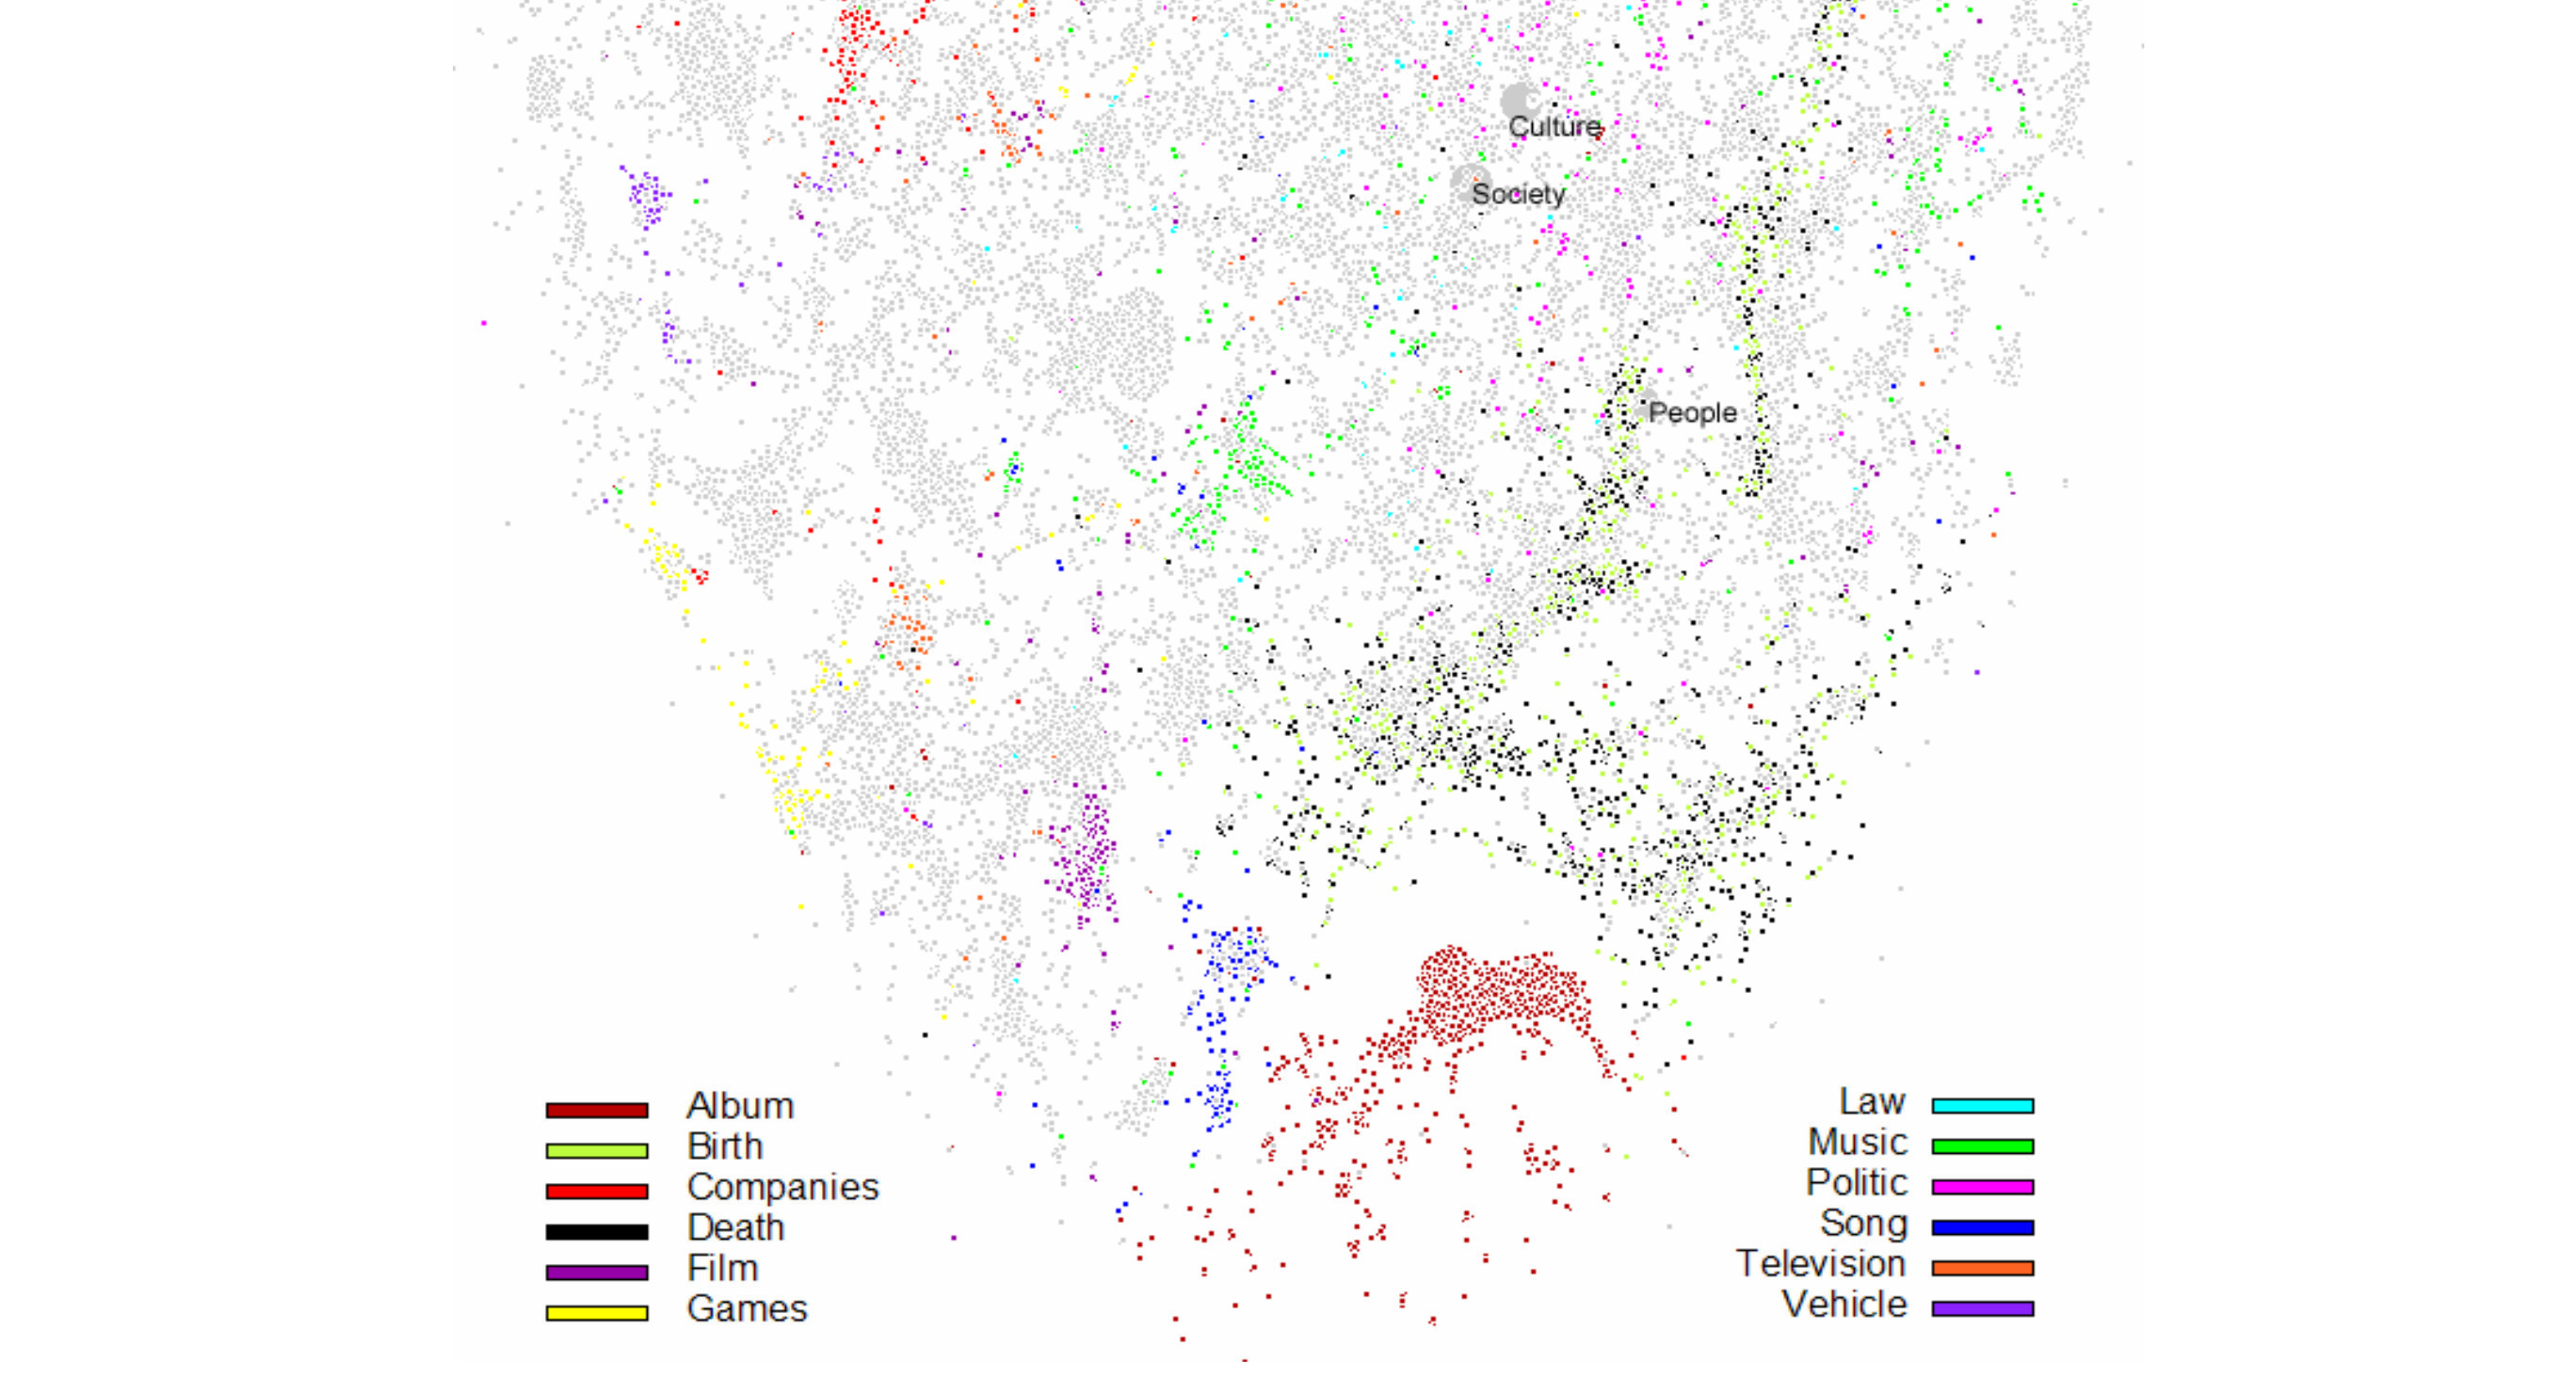 Culture
Society
People
Album
Birth
Companies
Death
Film
Games
Law
Music
Politic
Song
Television
Vehicle